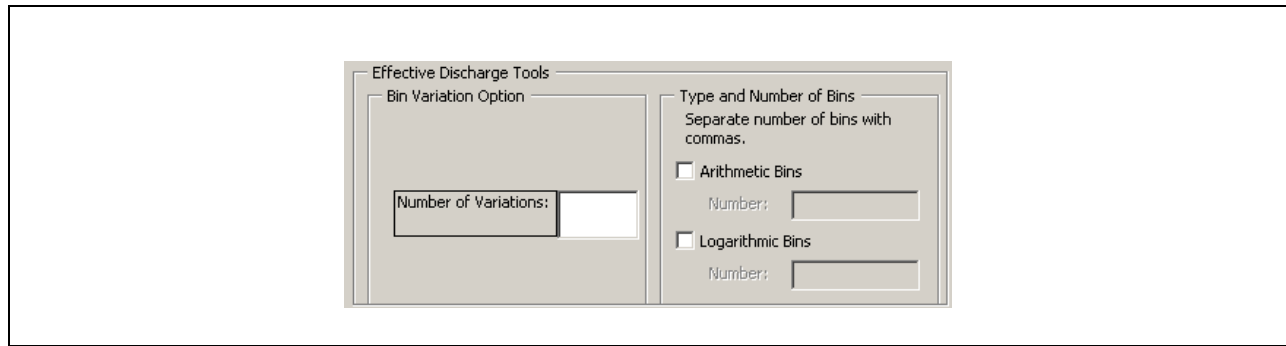 Effective Discharge Tools
Bin Variation Option
Number of Variations:
Type and Number of Bins
Separate number of bins with
commas.
Arithmetic Bins
Number:
Logarithmic Bins
Number: